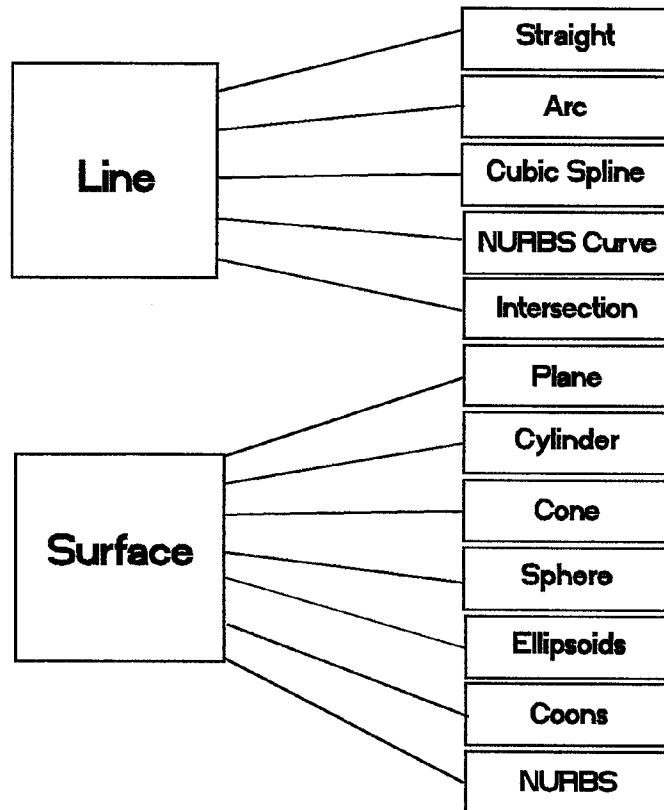 Line
Straight
Arc
Cubic Spline
NURBS Curve
Intersection
Surface
Plane
Cylinder
Cone
Sphere
Ellipsoids
Coons
NURBS